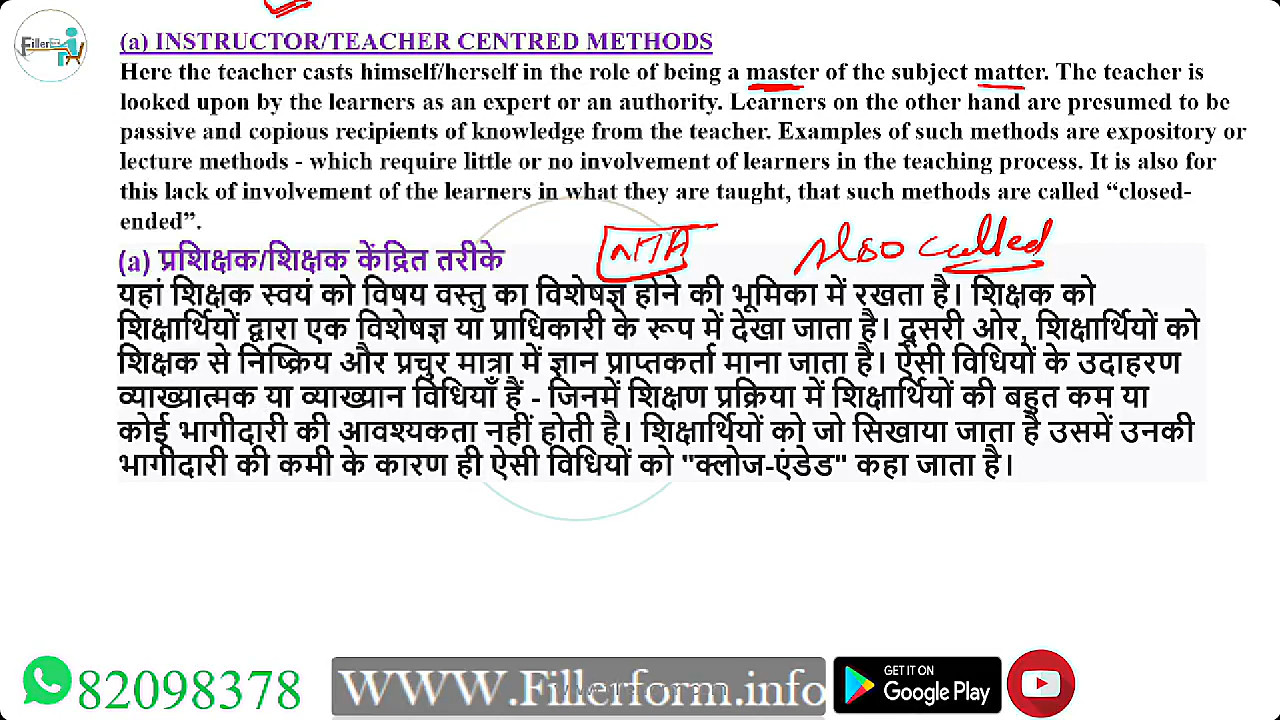 Filler
(a) INSTRUCTOR/TEACHER CENTRED METHODS
Here the teacher casts himself/herself in the role of being a master of the subject matter. The teacher is
looked upon by the learners as an expert or an authority. Learners on the other hand are presumed to be
passive and copious recipients of knowledge from the teacher. Examples of such methods are expository or
lecture methods - which require little or no involvement of learners in the teaching process. It is also for
this lack of involvement of the learners in what they are taught, that such methods are called “closed-
ended”.
Also called
(a) प्रशिक्षक/शिक्षक केंद्रित तरीके
यहां शिक्षक स्वयं को विषय वस्तु का विशेषज्ञ होने की भूमिका में रखता है। शिक्षक को
शिक्षार्थियों द्वारा एक विशेषज्ञ या प्राधिकारी के रूप में देखा जाता है। दूसरी ओर, शिक्षार्थियों को
शिक्षक से निष्क्रिय और प्रचुर मात्रा में ज्ञान प्राप्तकर्ता माना जाता है। ऐसी विधियों के उदाहरण
व्याख्यात्मक या व्याख्यान विधियाँ हैं - जिनमें शिक्षण प्रक्रिया में शिक्षार्थियों की बहुत कम या
कोई भागीदारी की आवश्यकता नहीं होती है। शिक्षार्थियों को जो सिखाया जाता है उसमें उनकी
भागीदारी की कमी के कारण ही ऐसी विधियों को "क्लोज-एंडेड" कहा जाता है।
82098378
WWW.Fillerform.info
GET IT ON
Google Play